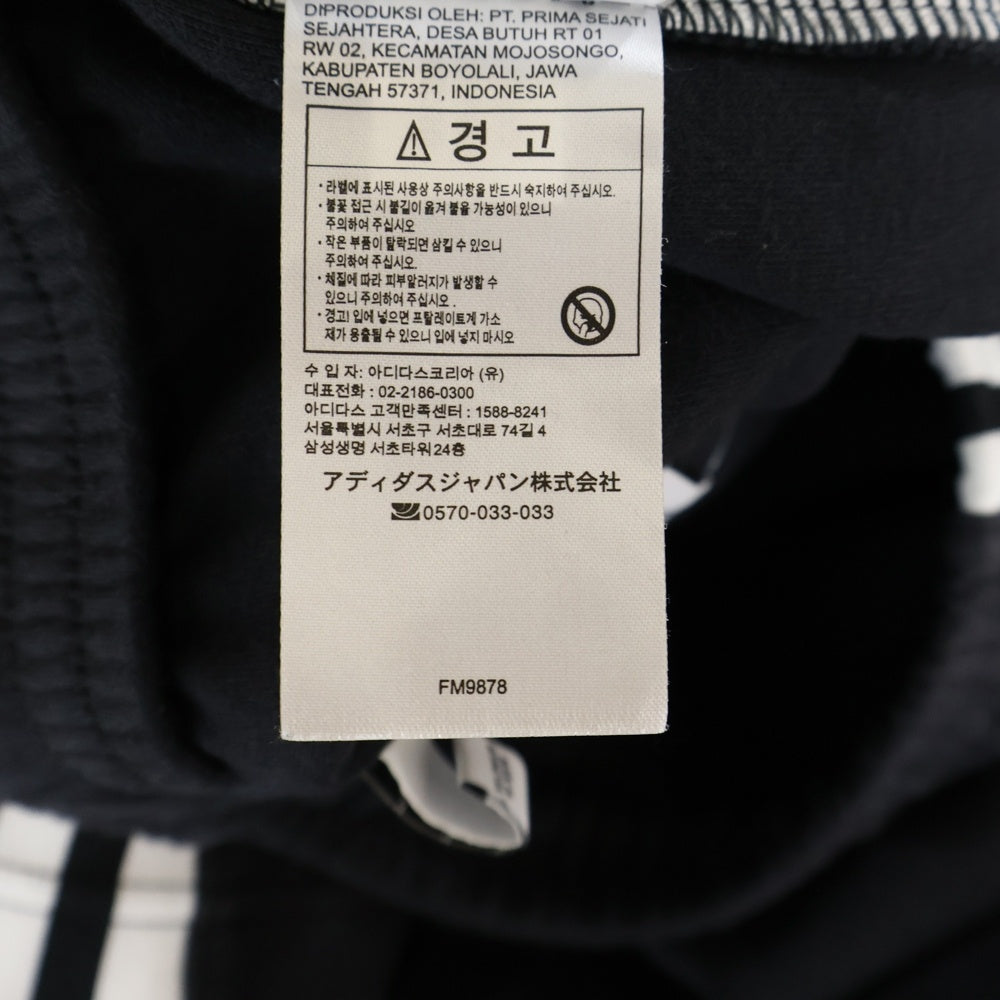 DIPRODUKSI OLEH: PT. PRIMA SEJATI
SEJAHTERA, DESA BUTUH RT 01
RW 02, KECAMATAN MOJOSONGO,
KABUPATEN BOYOLALI, JAWA
TENGAH 57371, INDONESIA
경 고
• 라벨에 표시된 사용상 주의사항을 반드시 숙지하여 주십시오.
• 불꽃 접근 시 불길이 옮겨 붙을 가능성이 있으니
주의하여 주십시오
• 작은 부품이 탈락되면 삼킬 수 있으니
주의하여 주십시오.
• 체질에 따라 피부알러지가 발생할 수
있으니 주의하여 주십시오 .
• 경고! 입에 넣으면 프탈레이트계 가소
제가 용출될 수 있으니 입에 넣지 마시오
수 입 자: 아디다스코리아 (유)
대표전화 : 02-2186-0300
아디다스 고객만족센터 : 1588-8241
서울특별시 서초구 서초대로 74길 4
삼성생명 서초타워24층
アディダスジャパン株式会社
0570-033-033
FM9878